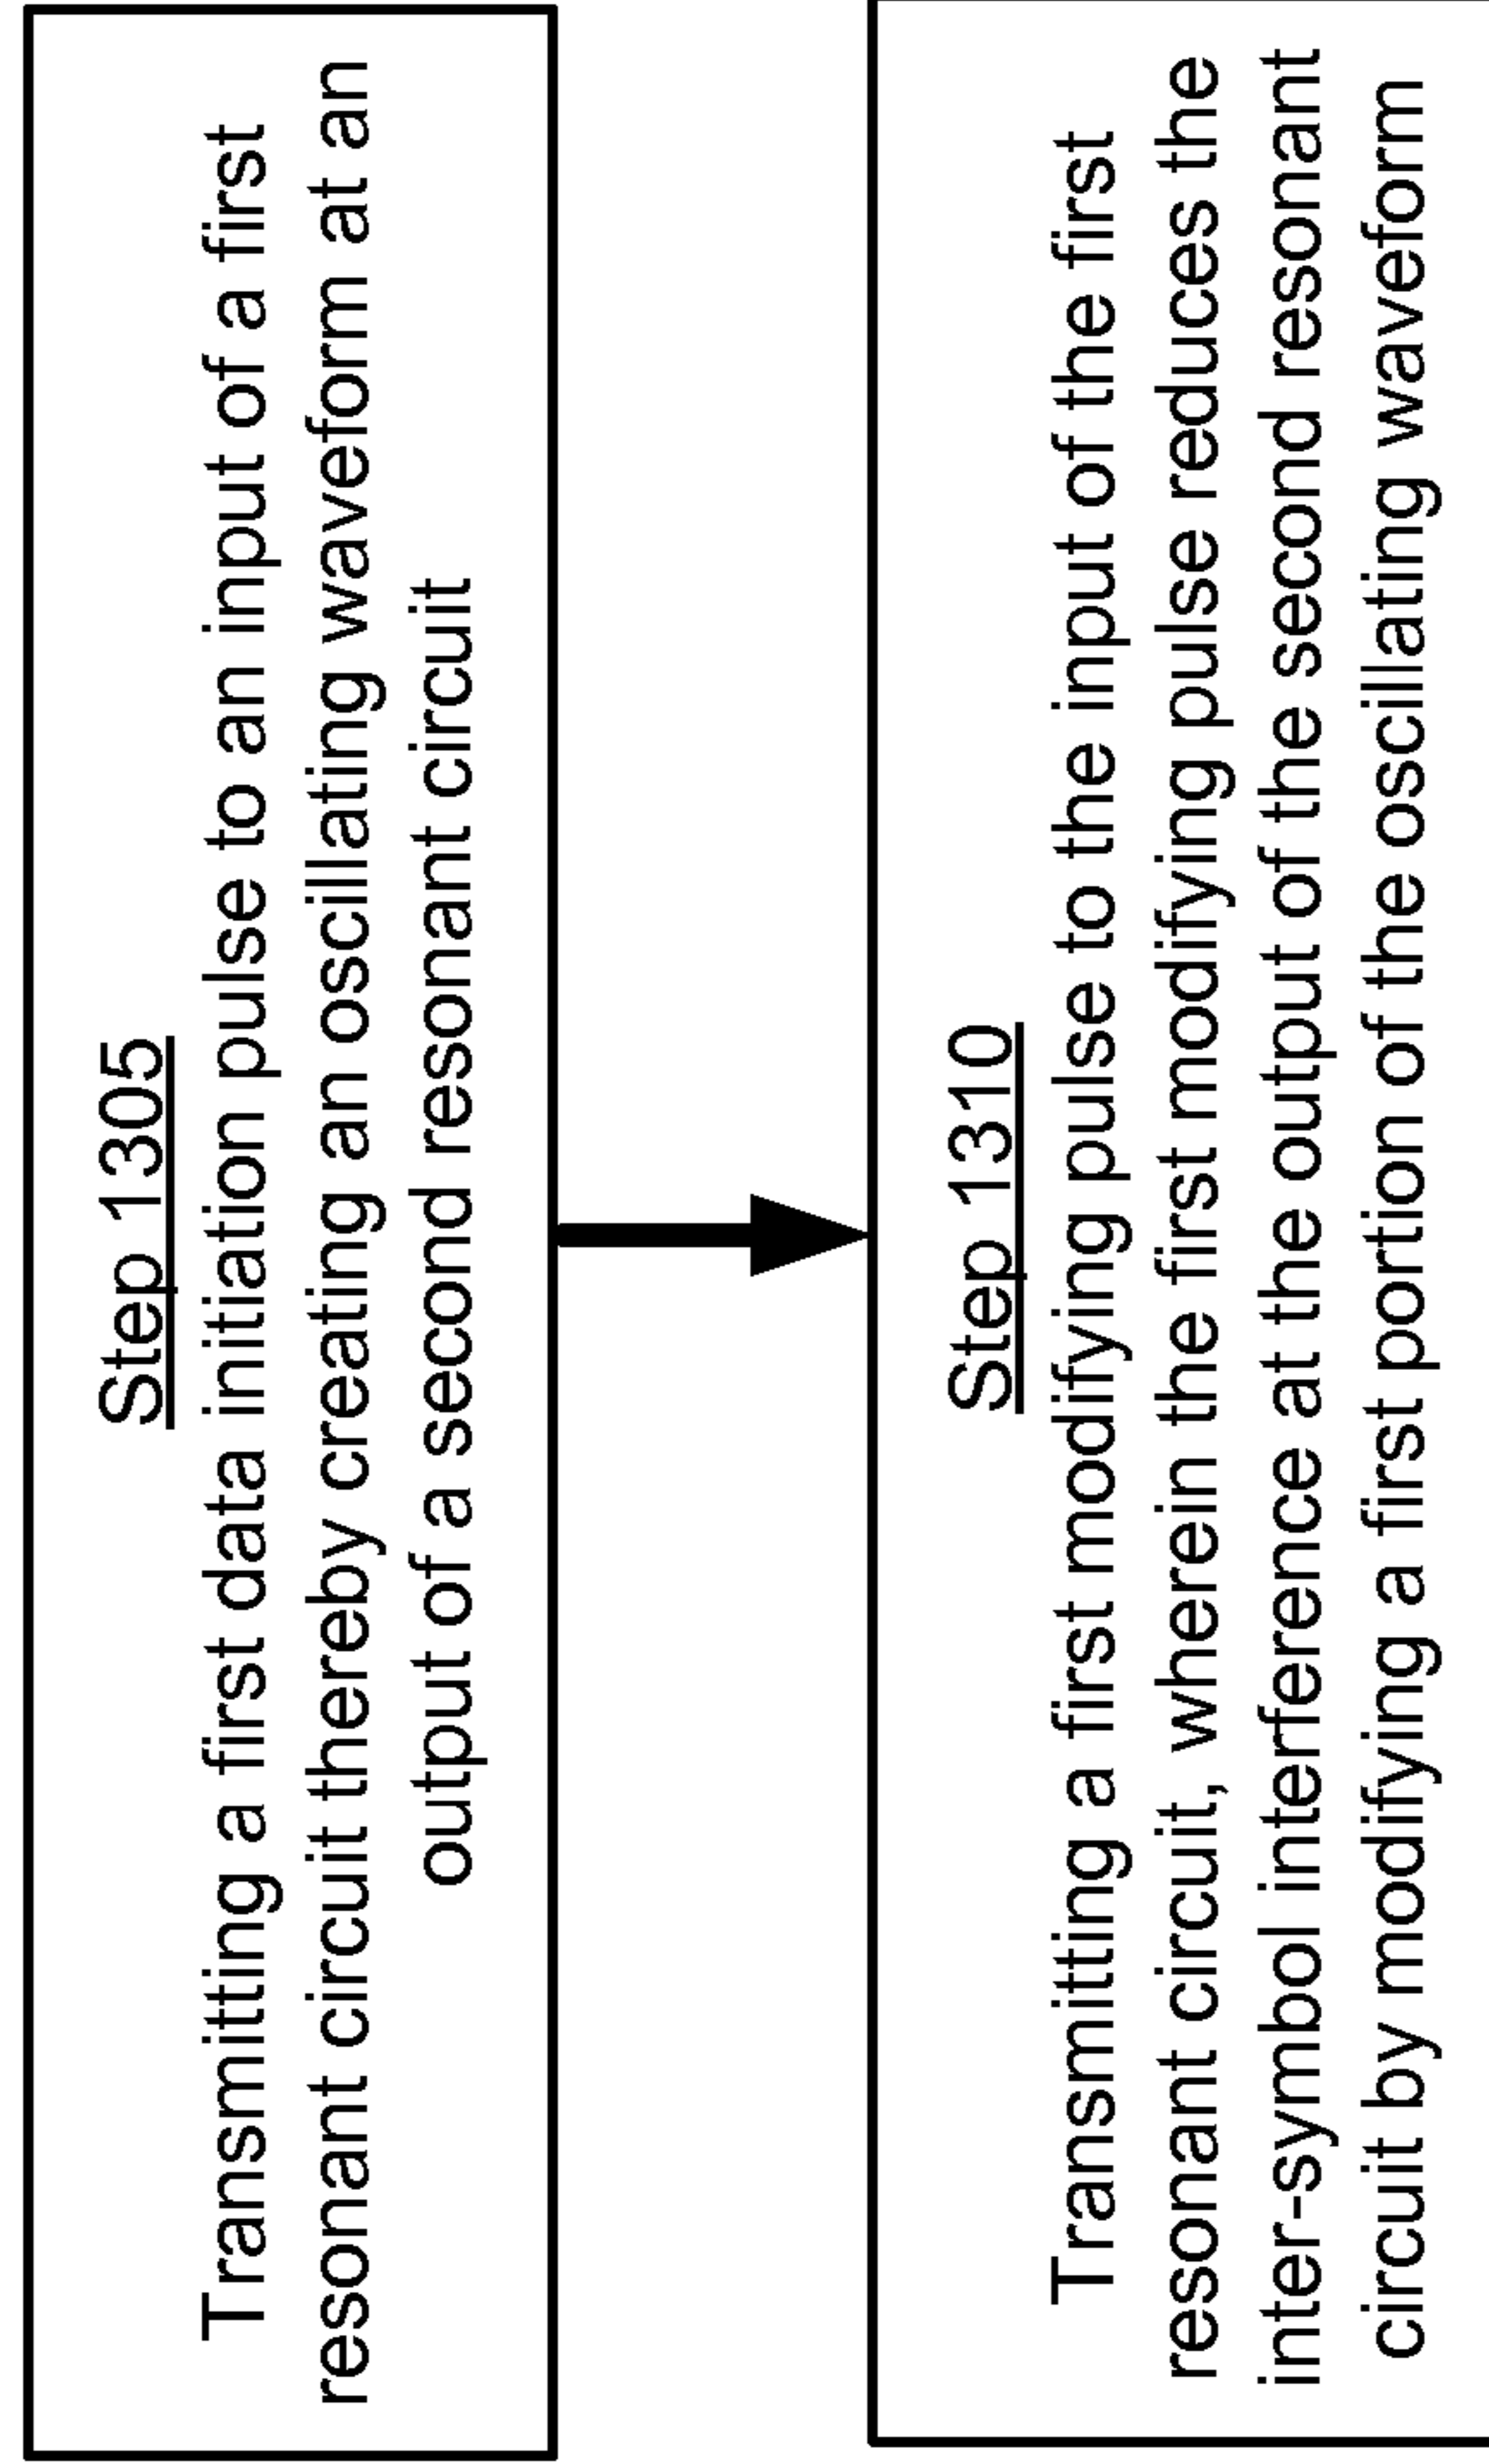 Step 1305
Transmitting a first data initiation pulse to an input of a first
resonant circuit thereby creating an oscillating waveform at an
output of a second resonant circuit
Step 1310
Transmitting a first modifying pulse to the input of the first
resonant circuit, wherein the first modifying pulse reduces the
inter-symbol interference at the output of the second resonant
circuit by modifying a first portion of the oscillating waveform